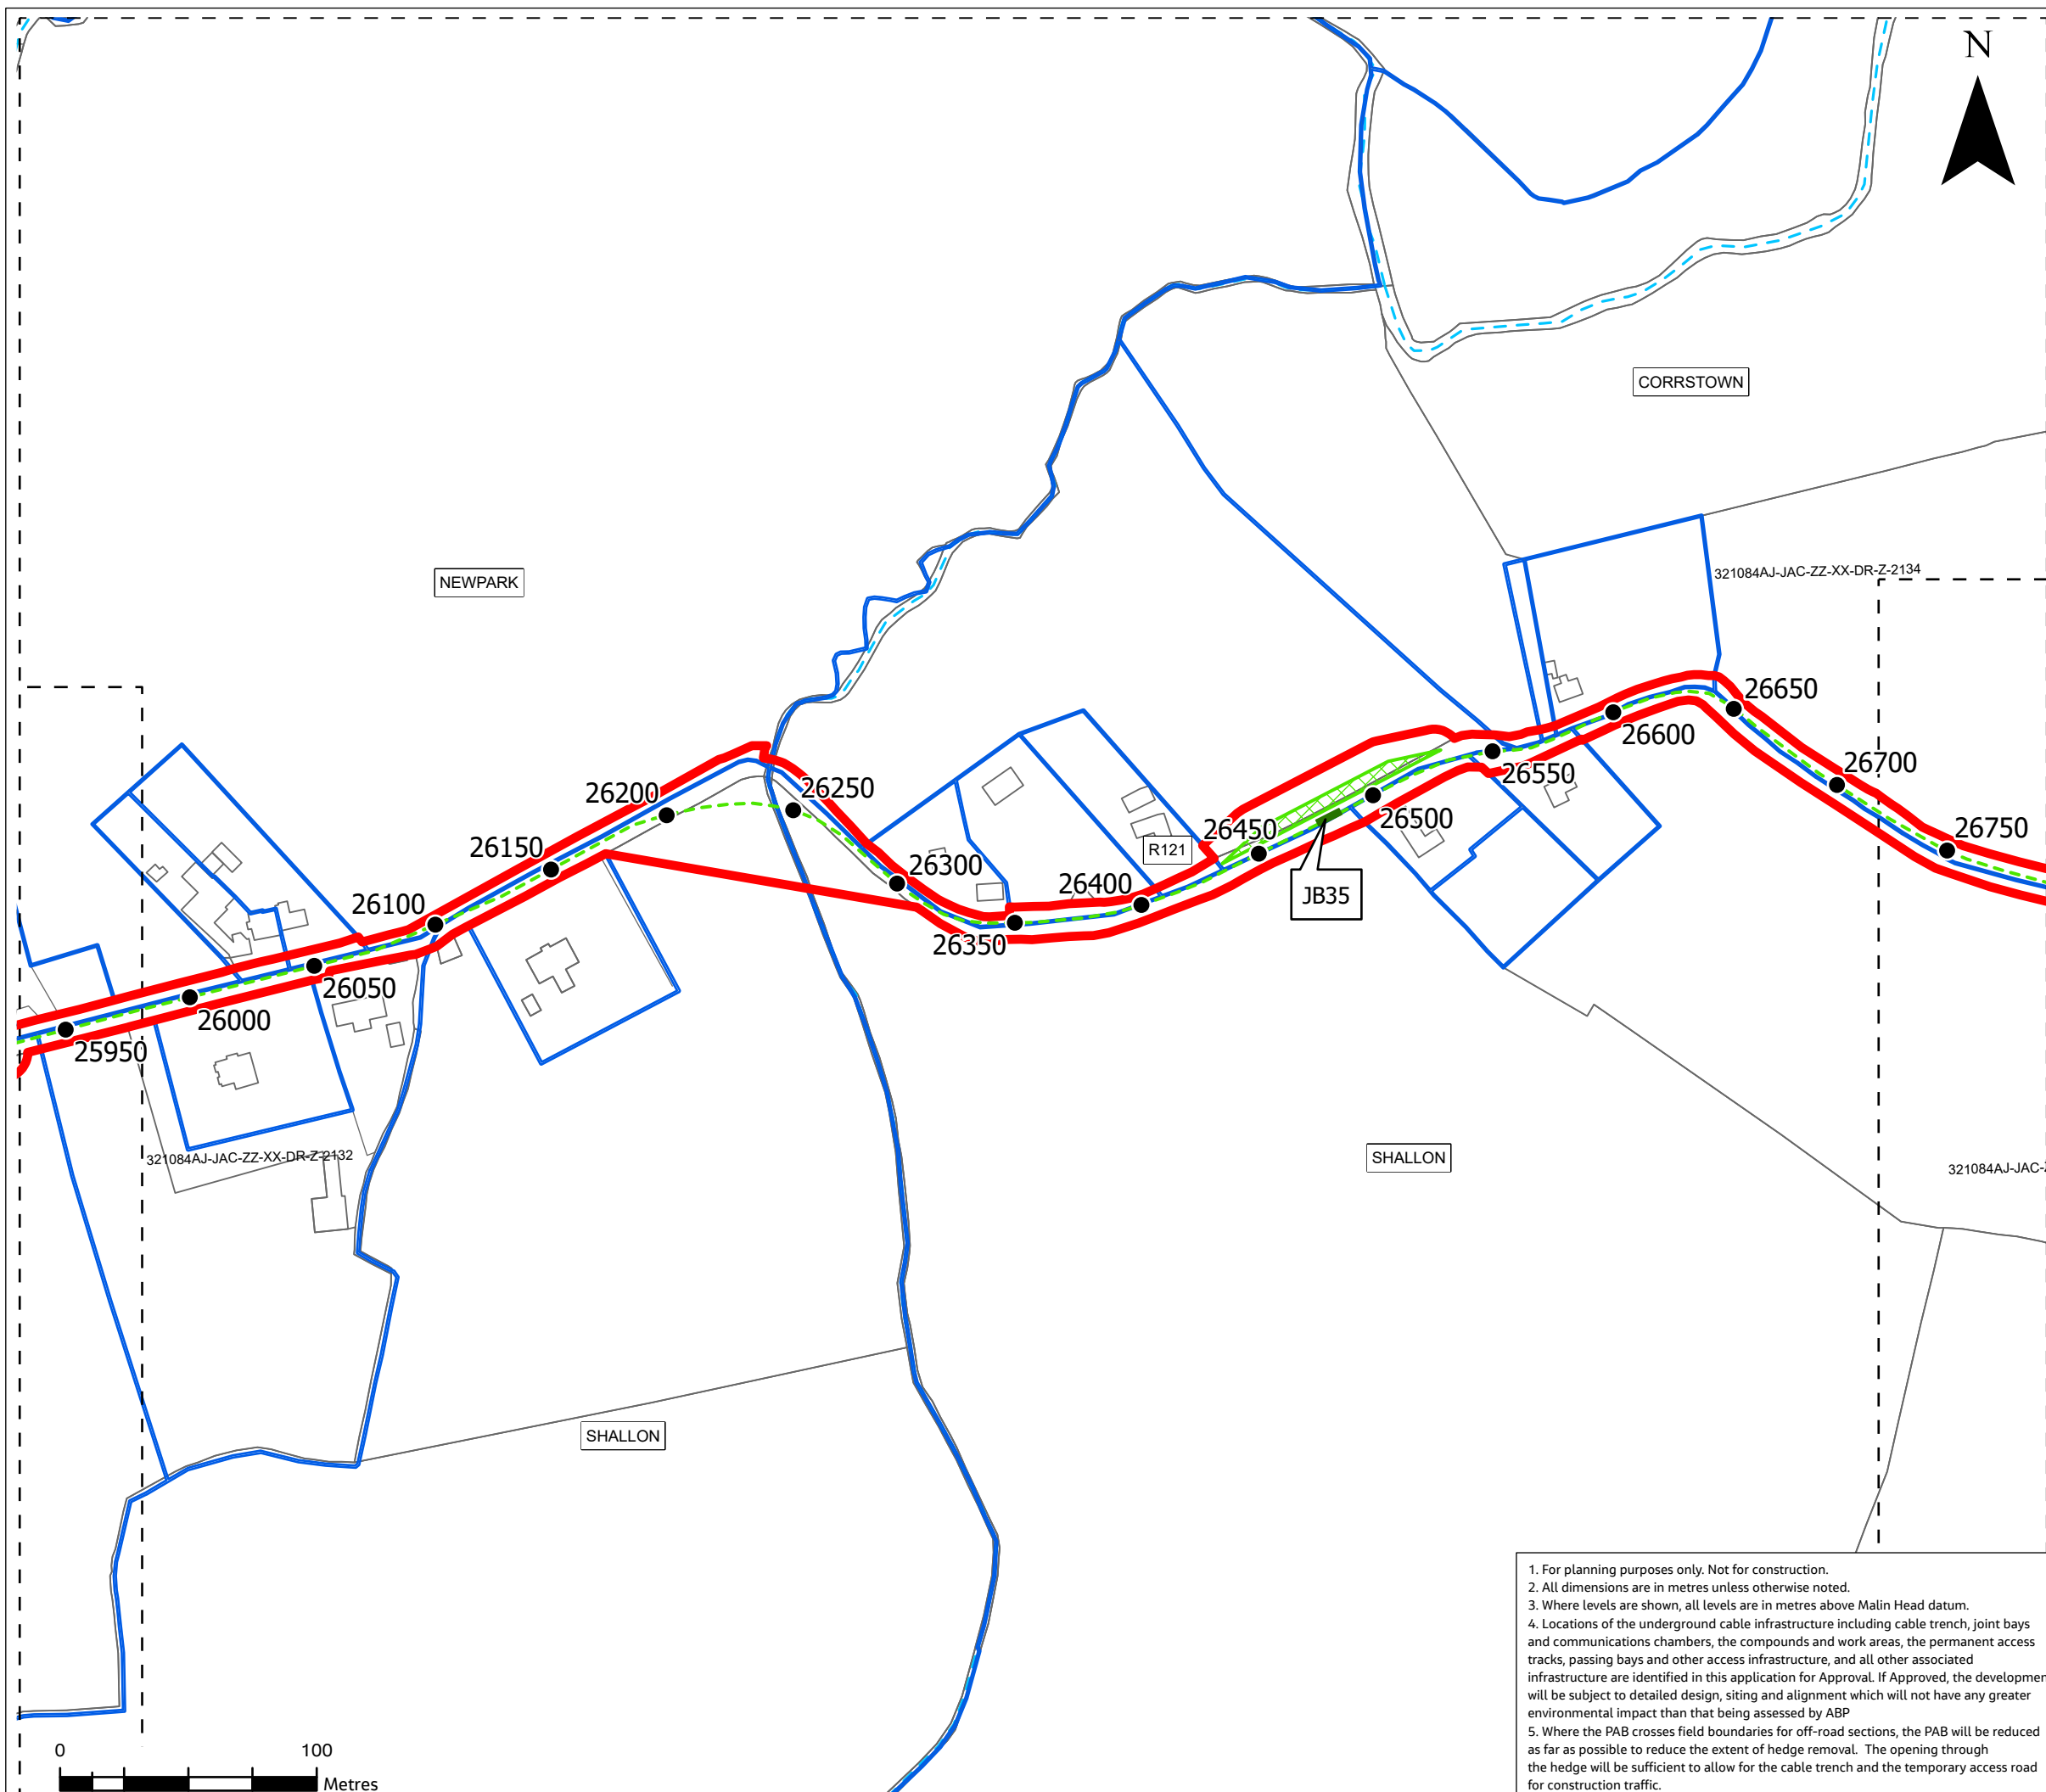 N
CORRSTOWN
321084AJ-JAC-ZZ-XX-DR-Z-2134
NEWPARK
26650
26600
26550
26700
26750
26200
26250
26150
26100
26300
26350
26400
R121
26450
26500
JB35
26050
26000
25950
321084AJ-JAC-ZZ-XX-DR-Z-2132
SHALLON
321084AJ-JAC-
SHALLON
0 100
Metres
1. For planning purposes only. Not for construction.
2. All dimensions are in metres unless otherwise noted.
3. Where levels are shown, all levels are in metres above Malin Head datum.
4. Locations of the underground cable infrastructure including cable trench, joint bays
and communications chambers, the compounds and work areas, the permanent access
tracks, passing bays and other access infrastructure, and all other associated
infrastructure are identified in this application for Approval. If Approved, the developmen
will be subject to detailed design, siting and alignment which will not have any greater
environmental impact than that being assessed by ABP
5. Where the PAB crosses field boundaries for off-road sections, the PAB will be reduced
as far as possible to reduce the extent of hedge removal. The opening through
the hedge will be sufficient to allow for the cable trench and the temporary access road
for construction traffic.